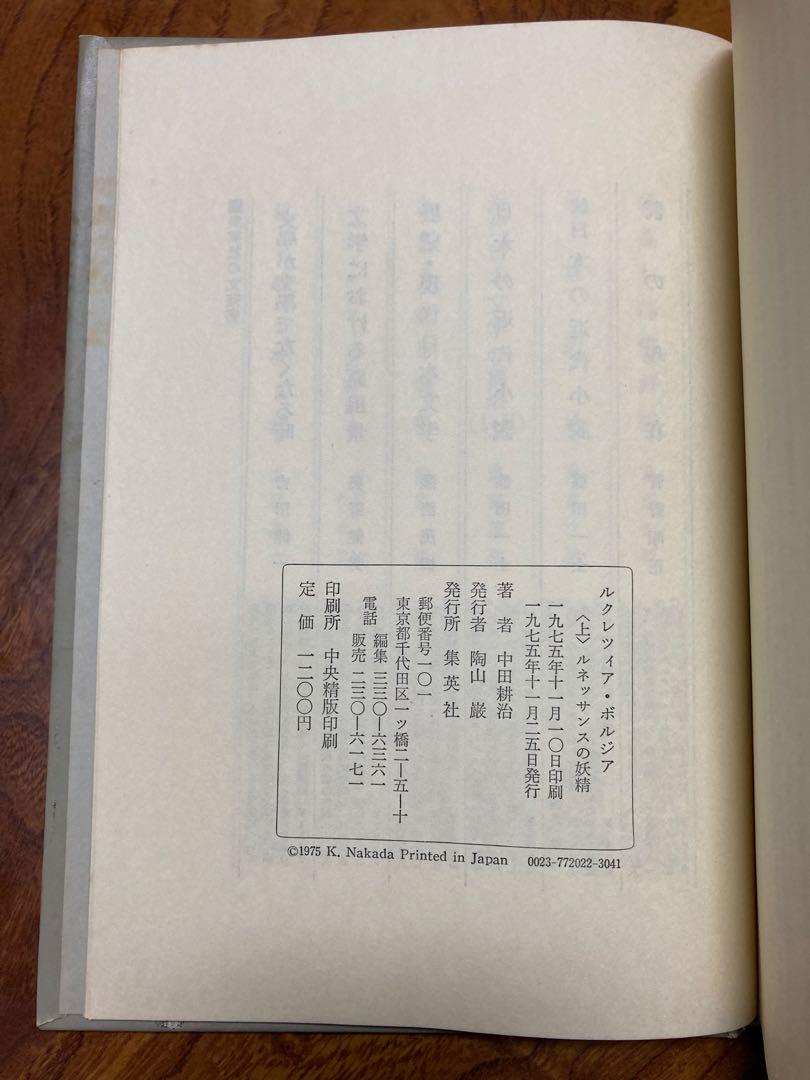 ルクレツィア・ボルジア
〈上〉ルネッサンスの妖精
一九七五年十一月一〇日印刷
一九七五年十一月二五日発行
著者 中田耕治
発行者 陶山巌
発行所 集英社
郵便番号一〇一
東京都千代田区一ツ橋二―五―十
電話 編集 三三〇―六三六一
販売 二三〇―六一七一
印刷所 中央精版印刷
定価 一二〇〇円
©1975 K. Nakada Printed in Japan 0023-772022-3041